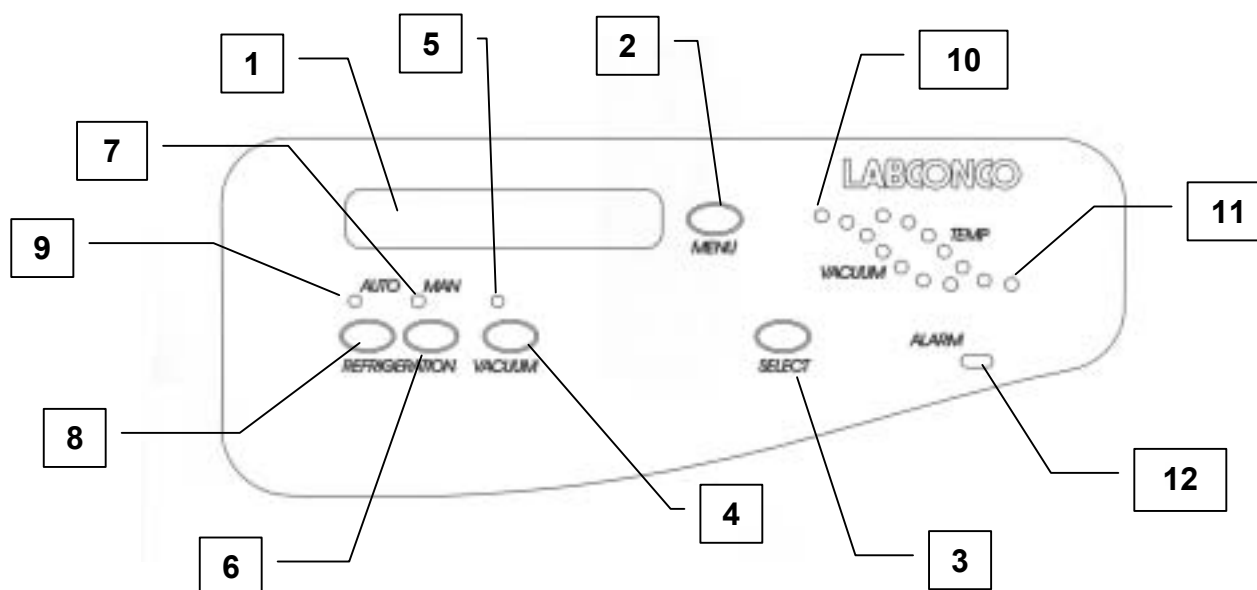 5
2
10
1
7
LABCONCO
11
9
TEMP
MENU
VACUUM
AUTO MAN
ALARM
REFRIGERATION VACUUM SELECT
8
12
4
6
3